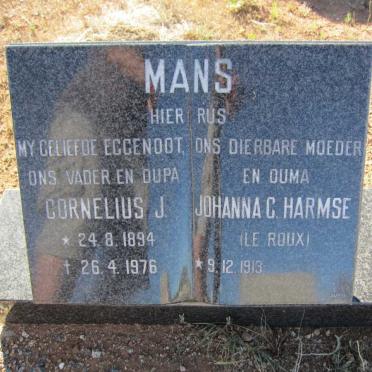 MANS
HIER RUS
MY GELIEFDE EGGENOOT, ONS DIERBARE MOEDER
ONS VADER EN OUPA EN OUMA
CORNELIUS J. JOHANNA C. HARMSE
* 24.8.1894 (LE ROUX)
† 26.4.1976 * 9.12.1913